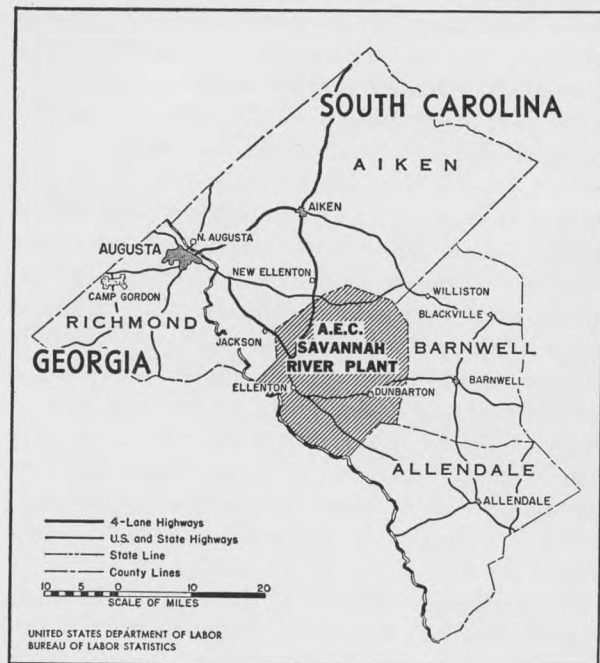 SOUTH CAROLINA
AIKEN
AIKEN
N. AUGUSTA
AUGUSTA
NEW ELLENTON
CAMP GORDON
WILLISTON
BLACKVILLE
RICHMOND
JACKSON
A.E.C.
SAVANNAH
RIVER PLANT
BARNWELL
GEORGIA
ELLENTON
DUNBARTON
BARNWELL
ALLENDALE
ALLENDALE
4-Lane Highways
U.S. and State Highways
State Line
County Lines
10 5 0 10 20
SCALE OF MILES
UNITED STATES DEPARTMENT OF LABOR
BUREAU OF LABOR STATISTICS